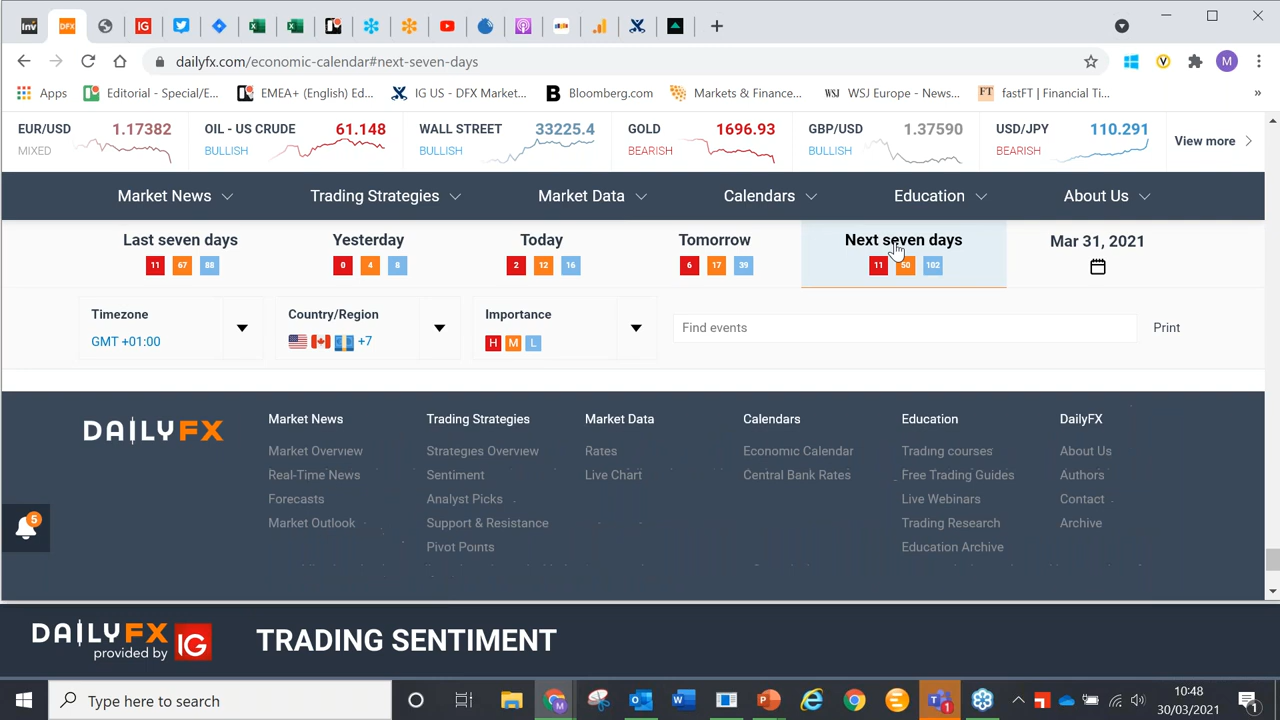 Inv DFX IG
dailyfx.com/economic-calendar#next-seven-days M
Apps Editorial - Special/E... EMEA+ (English) Ed... IG US - DFX Market... B Bloomberg.com Markets & Finance... WSJ WSJ Europe - News... FT fastFT | Financial Ti... »
EUR/USD 1.17382 OIL - US CRUDE 61.148 WALL STREET 33225.4 GOLD 1696.93 GBP/USD 1.37590 USD/JPY 110.291 View more
MIXED BULLISH BULLISH BEARISH BULLISH BEARISH
Market News Trading Strategies Market Data Calendars Education About Us
Last seven days Yesterday Today Tomorrow Next seven days Mar 31, 2021
11 67 88 0 4 8 2 12 16 6 17 39 11 50 102
Timezone Country/Region Importance Find events Print
GMT +01:00 +7 H M L
DAILYFX
Market News Trading Strategies Market Data Calendars Education DailyFX
Market Overview Strategies Overview Rates Economic Calendar Trading courses About Us
Real-Time News Sentiment Live Chart Central Bank Rates Free Trading Guides Authors
Forecasts Analyst Picks Live Webinars Contact
Market Outlook Support & Resistance Trading Research Archive
Pivot Points Education Archive
5
DAILYFX provided by IG TRADING SENTIMENT
Type here to search 10:48
30/03/2021
1
1